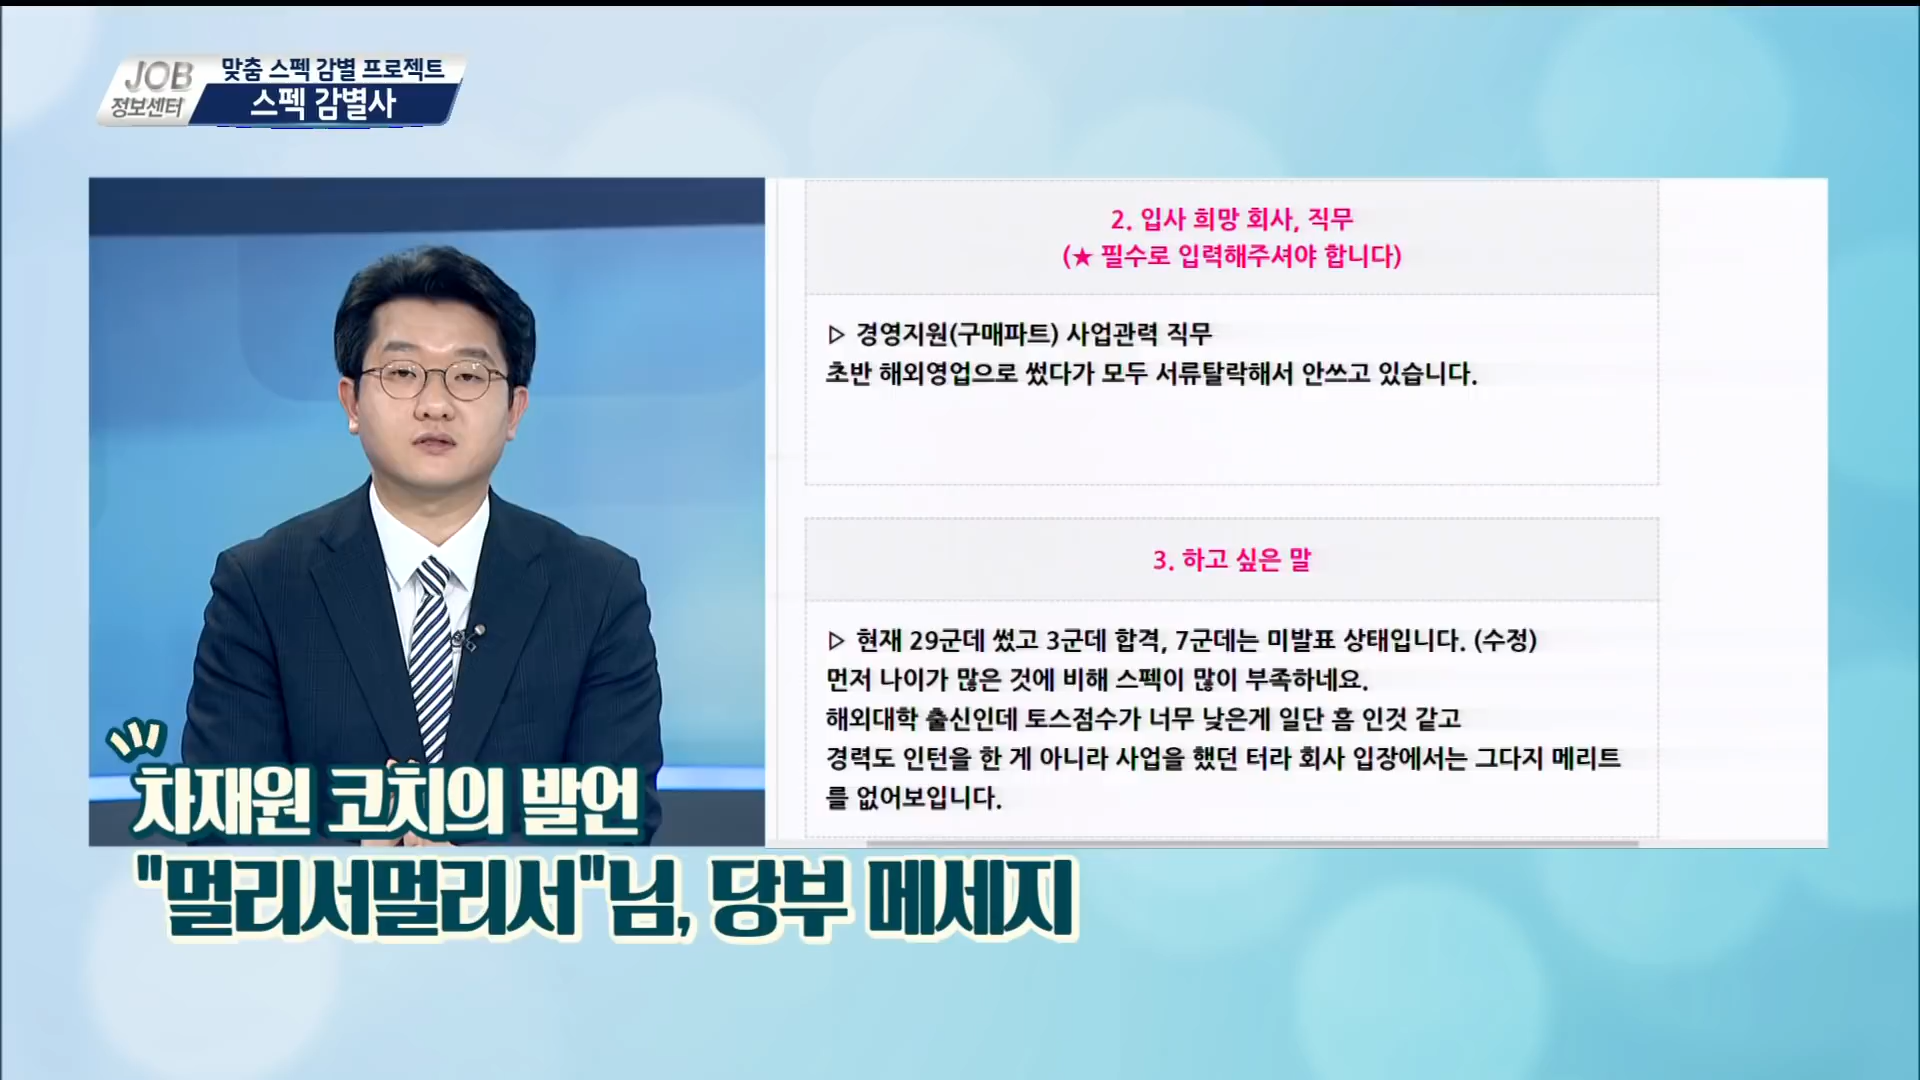 JOB
정보센터
맞춤 스펙 감별 프로젝트
스펙 감별사
2. 입사 희망 회사, 직무
(★ 필수로 입력해주셔야 합니다)
▷ 경영지원(구매파트) 사업관력 직무
초반 해외영업으로 썼다가 모두 서류탈락해서 안쓰고 있습니다.
3. 하고 싶은 말
▷ 현재 29군데 썼고 3군데 합격, 7군데는 미발표 상태입니다. (수정)
먼저 나이가 많은 것에 비해 스펙이 많이 부족하네요.
해외대학 출신인데 토스점수가 너무 낮은게 일단 흠 인것 같고
경력도 인턴을 한 게 아니라 사업을 했던 터라 회사 입장에서는 그다지 메리트
를 없어보입니다.
차재원 코치의 발언
"멀리서멀리서"님, 당부 메세지